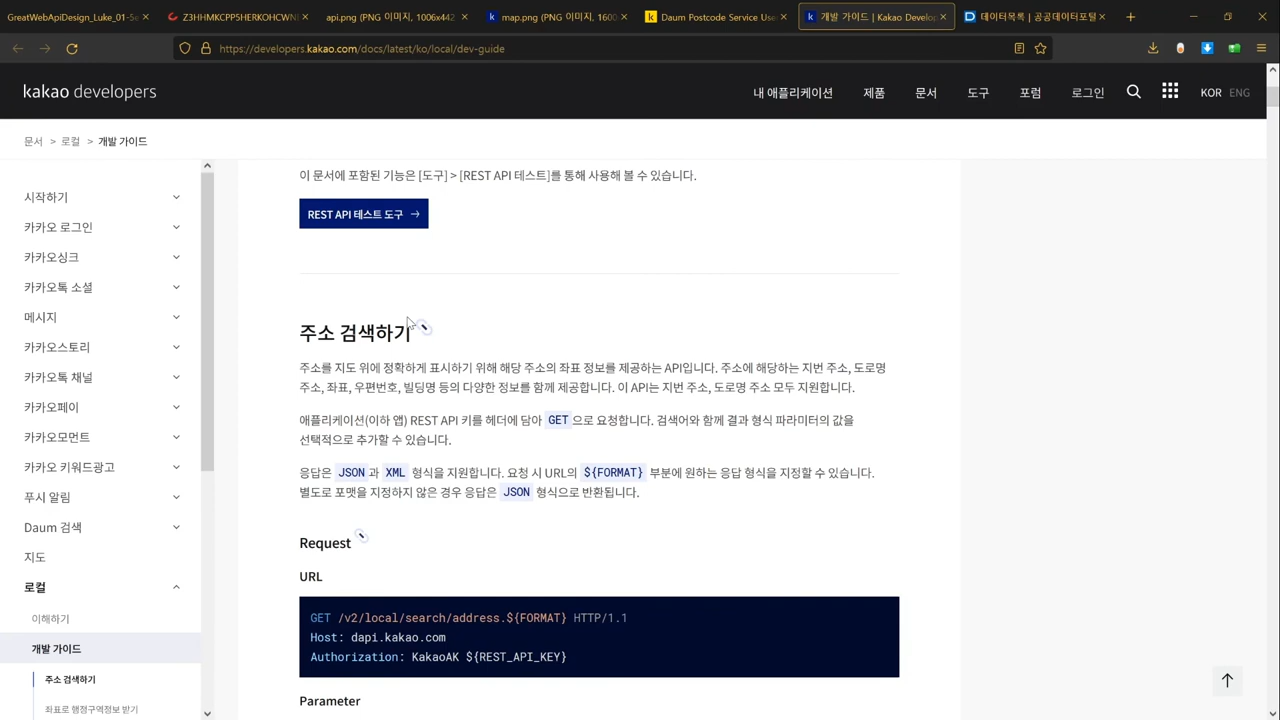 GreatWebApiDesign_Luke_01-5e
Z3HHMKCPP5HERKOHCWNI
api.png (PNG 이미지, 1006x442
map.png (PNG 이미지, 1600
Daum Postcode Service Use
개발 가이드 | Kakao Develop
데이터목록 | 공공데이터포털
https://developers.kakao.com/docs/latest/ko/local/dev-guide
kakao developers
내 애플리케이션 제품 문서 도구 포럼 로그인 KOR ENG
문서 > 로컬 > 개발 가이드
시작하기
카카오 로그인
카카오싱크
카카오톡 소셜
메시지
카카오스토리
카카오톡 채널
카카오페이
카카오모먼트
카카오 키워드광고
푸시 알림
Daum 검색
지도
로컬
이해하기
개발 가이드
주소 검색하기
좌표로 행정구역정보 받기
이 문서에 포함된 기능은 [도구] > [REST API 테스트]를 통해 사용해 볼 수 있습니다.
REST API 테스트 도구 →
주소 검색하기
주소를 지도 위에 정확하게 표시하기 위해 해당 주소의 좌표 정보를 제공하는 API입니다. 주소에 해당하는 지번 주소, 도로명
주소, 좌표, 우편번호, 빌딩명 등의 다양한 정보를 함께 제공합니다. 이 API는 지번 주소, 도로명 주소 모두 지원합니다.
애플리케이션(이하 앱) REST API 키를 헤더에 담아 GET으로 요청합니다. 검색어와 함께 결과 형식 파라미터의 값을
선택적으로 추가할 수 있습니다.
응답은 JSON과 XML 형식을 지원합니다. 요청 시 URL의 ${FORMAT} 부분에 원하는 응답 형식을 지정할 수 있습니다.
별도로 포맷을 지정하지 않은 경우 응답은 JSON 형식으로 반환됩니다.
Request
URL
GET /v2/local/search/address.${FORMAT} HTTP/1.1
Host: dapi.kakao.com
Authorization: KakaoAK ${REST_API_KEY}
Parameter